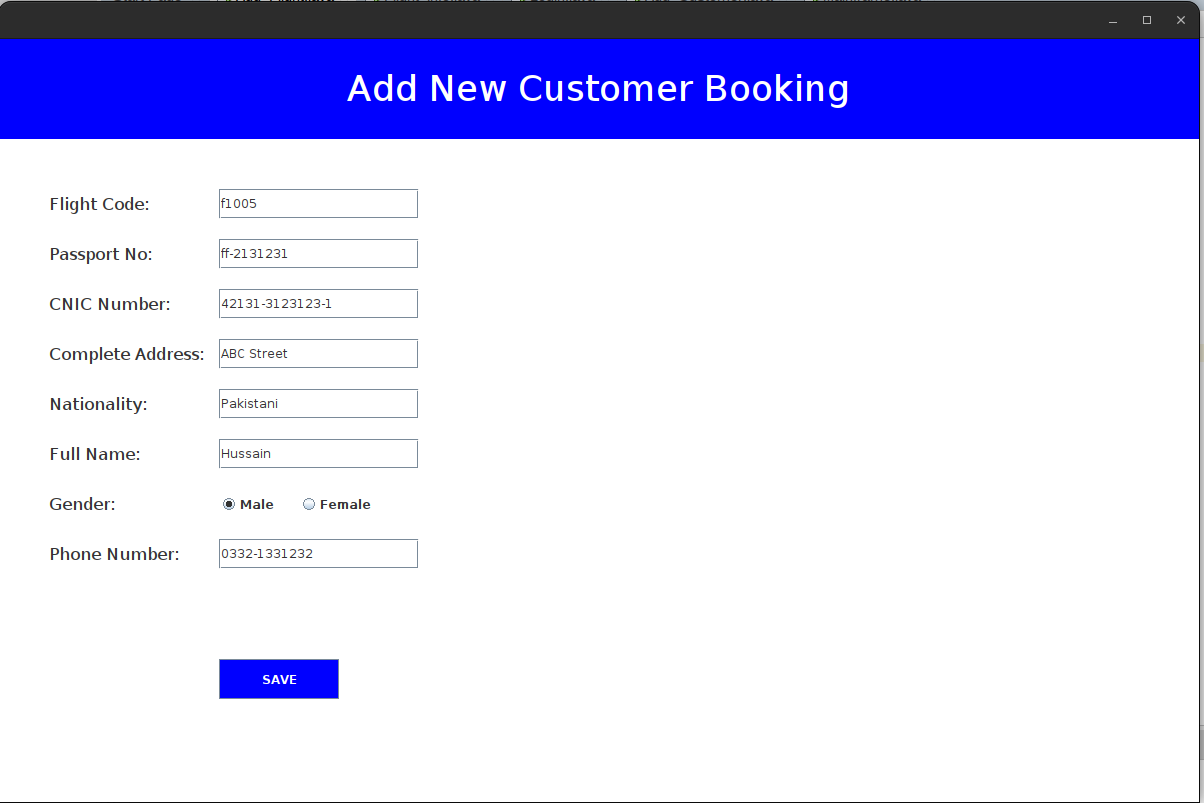 Add New Customer Booking
Flight Code: f1005
Passport No: ff-2131231
CNIC Number: 42131-3123123-1
Complete Address: ABC Street
Nationality: Pakistani
Full Name: Hussain
Gender: Male Female
Phone Number: 0332-1331232
SAVE